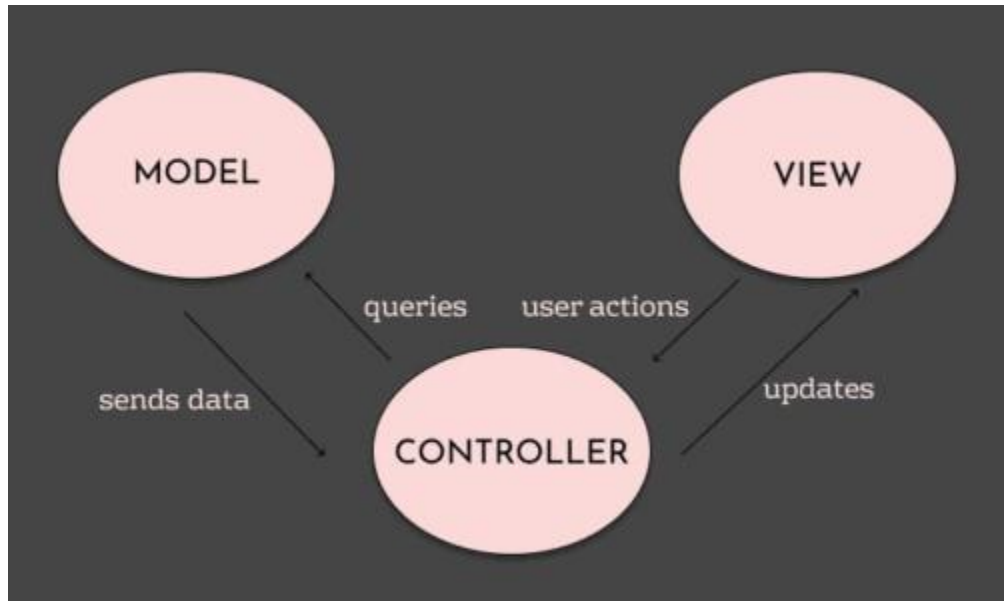 MODEL
VIEW
queries
user actions
sends data
updates
CONTROLLER